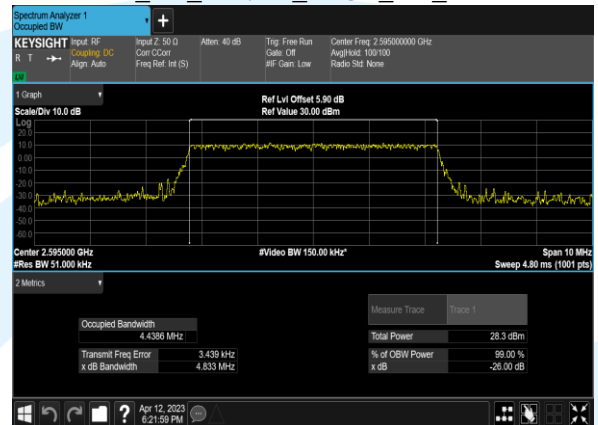 Spectrum Analyzer 1
Occupied BW
+
KEYSIGHT
R T
LV
Input: RF
Coupling: DC
Align: Auto
Input Z: 50 Ω
Corr CCorr
Freq Ref: Int (S)
Atten: 40 dB
Trig: Free Run
Gate: Off
#IF Gain: Low
Center Freq: 2.595000000 GHz
Avg|Hold: 100/100
Radio Std: None
1 Graph
Scale/Div 10.0 dB
Ref Lvl Offset 5.90 dB
Ref Value 30.00 dBm
Log
20.0
10.0
0.00
-10.0
-20.0
-30.0
-40.0
-50.0
-60.0
Center 2.595000 GHz
#Res BW 51.000 kHz
#Video BW 150.00 kHz*
Span 10 MHz
Sweep 4.80 ms (1001 pts)
2 Metrics
Measure Trace Trace 1
Occupied Bandwidth
4.4386 MHz
Total Power 28.3 dBm
Transmit Freq Error 3.439 kHz
% of OBW Power 99.00 %
x dB Bandwidth 4.833 MHz
x dB -26.00 dB
?
Apr 12, 2023
6:21:59 PM